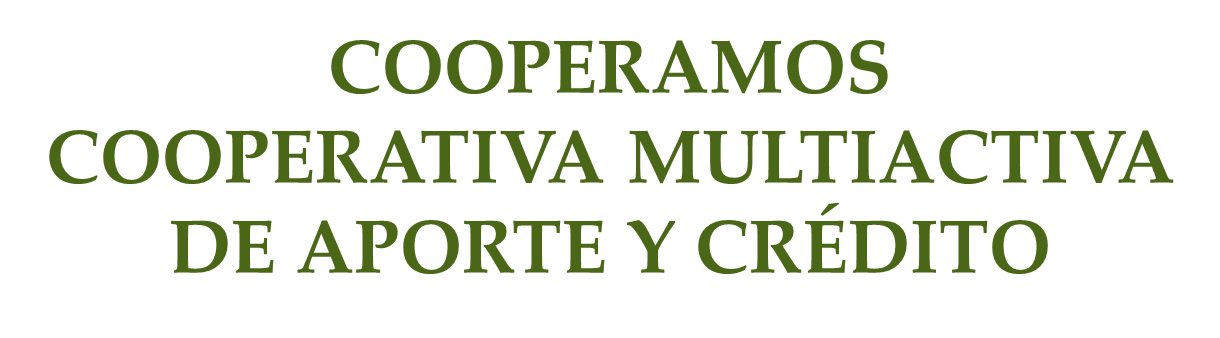 COOPERAMOS
COOPERATIVA MULTIACTIVA
DE APORTE Y CRÉDITO